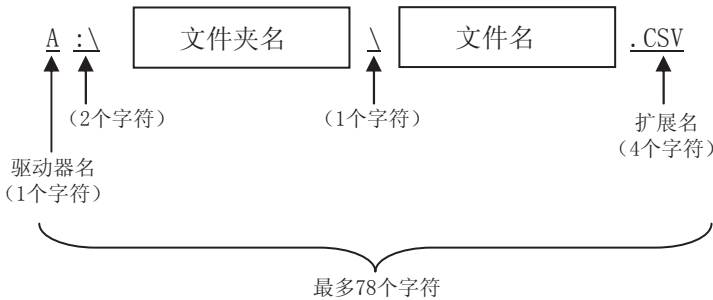 A :\ 文件夹名 \ 文件名 .CSV
（2个字符） （1个字符） 扩展名
（4个字符）
驱动器名
（1个字符）
最多78个字符